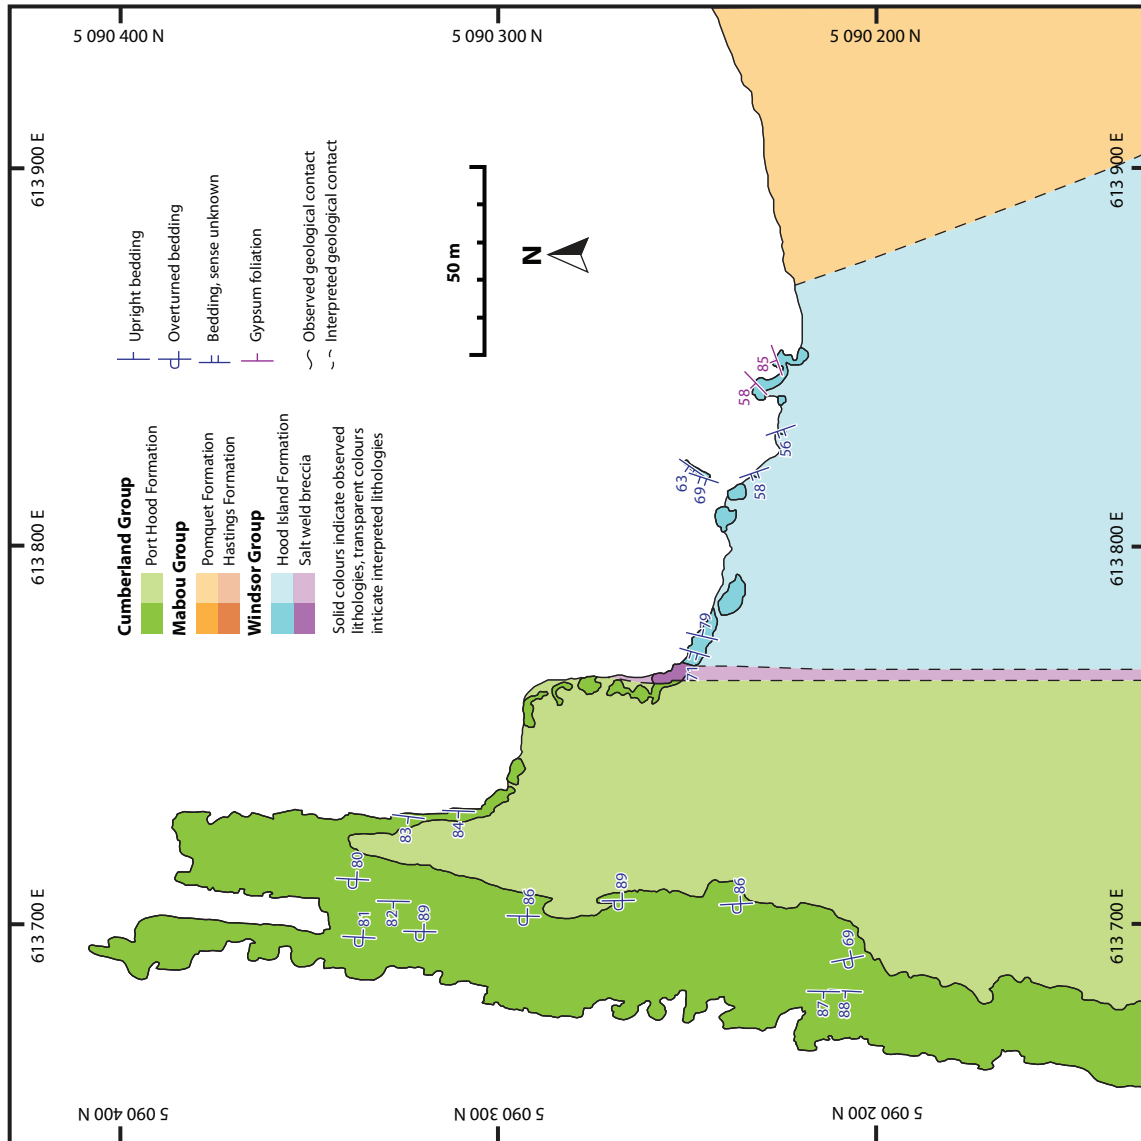 5 090 400 N
5 090 300 N
5 090 200 N
613 900 E
613 900 E
613 800 E
613 800 E
613 700 E
613 700 E
5 090 400 N
5 090 300 N
5 090 200 N
Cumberland Group
Port Hood Formation
Mabou Group
Pomquet Formation
Hastings Formation
Windsor Group
Hood Island Formation
Salt weld breccia
Solid colours indicate observed
lithologies, transparent colours
inticate interpreted lithologies
Upright bedding
Overturned bedding
Bedding, sense unknown
Gypsum foliation
Observed geological contact
Interpreted geological contact
50 m
N
85
58
56
63
69
58
79
71
83
84
80
81
82
89
86
89
86
69
87
88